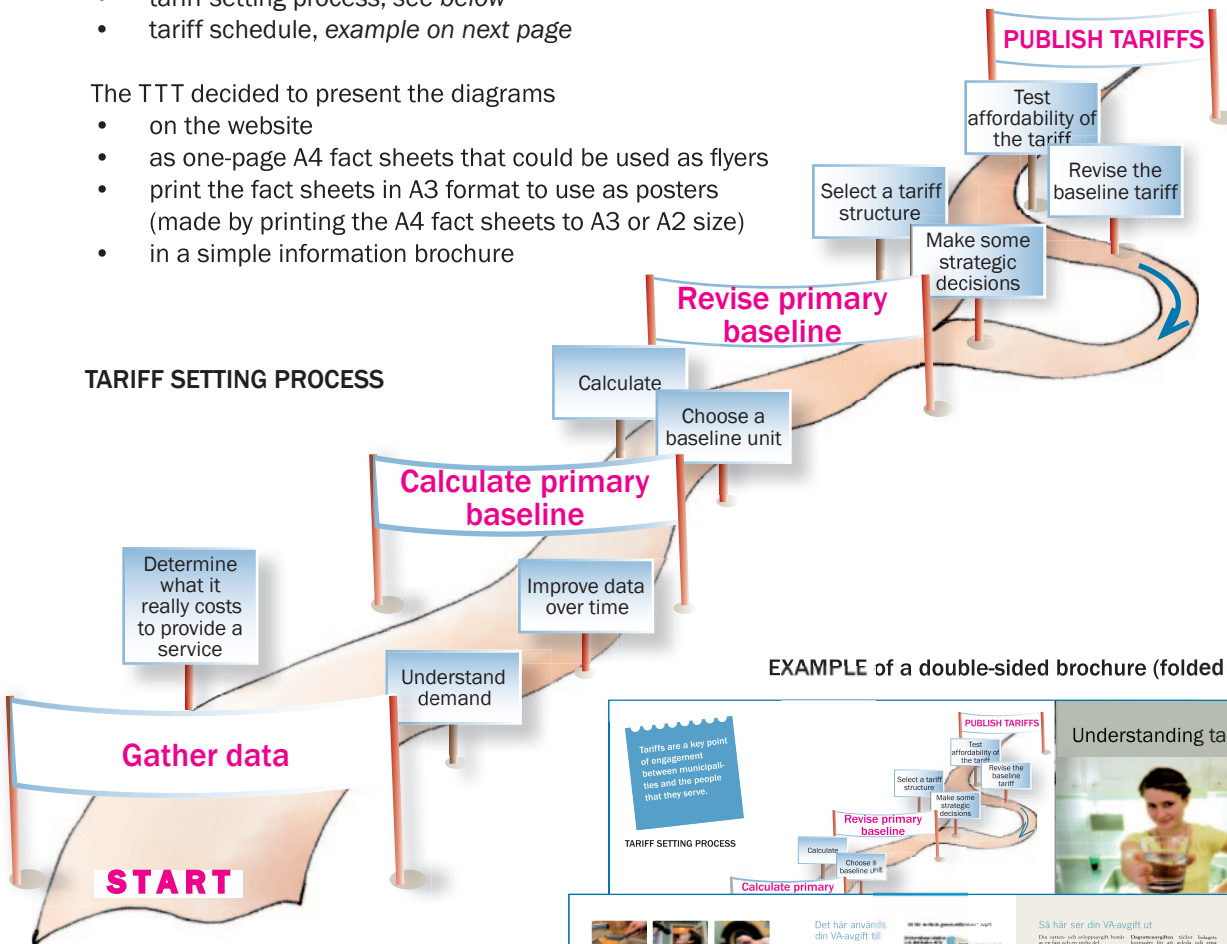 tariff setting process, see below
• tariff schedule, example on next page
The TTT decided to present the diagrams
• on the website
• as one-page A4 fact sheets that could be used as flyers
• print the fact sheets in A3 format to use as posters
(made by printing the A4 fact sheets to A3 or A2 size)
• in a simple information brochure
PUBLISH TARIFFS
Test
affordability of
the tariff
Revise the
baseline tariff
Select a tariff
structure
Make some
strategic
decisions
Revise primary
baseline
TARIFF SETTING PROCESS
Calculate
Choose a
baseline unit
Calculate primary
baseline
Determine
what it
really costs
to provide a
service
Improve data
over time
Understand
demand
Gather data
START
EXAMPLE of a double-sided brochure (folded
Tariffs are a key point
of engagement
between municipali-
ties and the people
that they serve.
TARIFF SETTING PROCESS
PUBLISH TARIFFS
Test
affordability of
the tariff
Revise the
baseline
tariff
Select a tariff
structure
Make some
strategic
decisions
Revise primary
baseline
Calculate
Choose a
baseline unit
Calculate primary
Understanding ta
Det här används
din VA-avgift till
Så här ser din VA-avgift ut